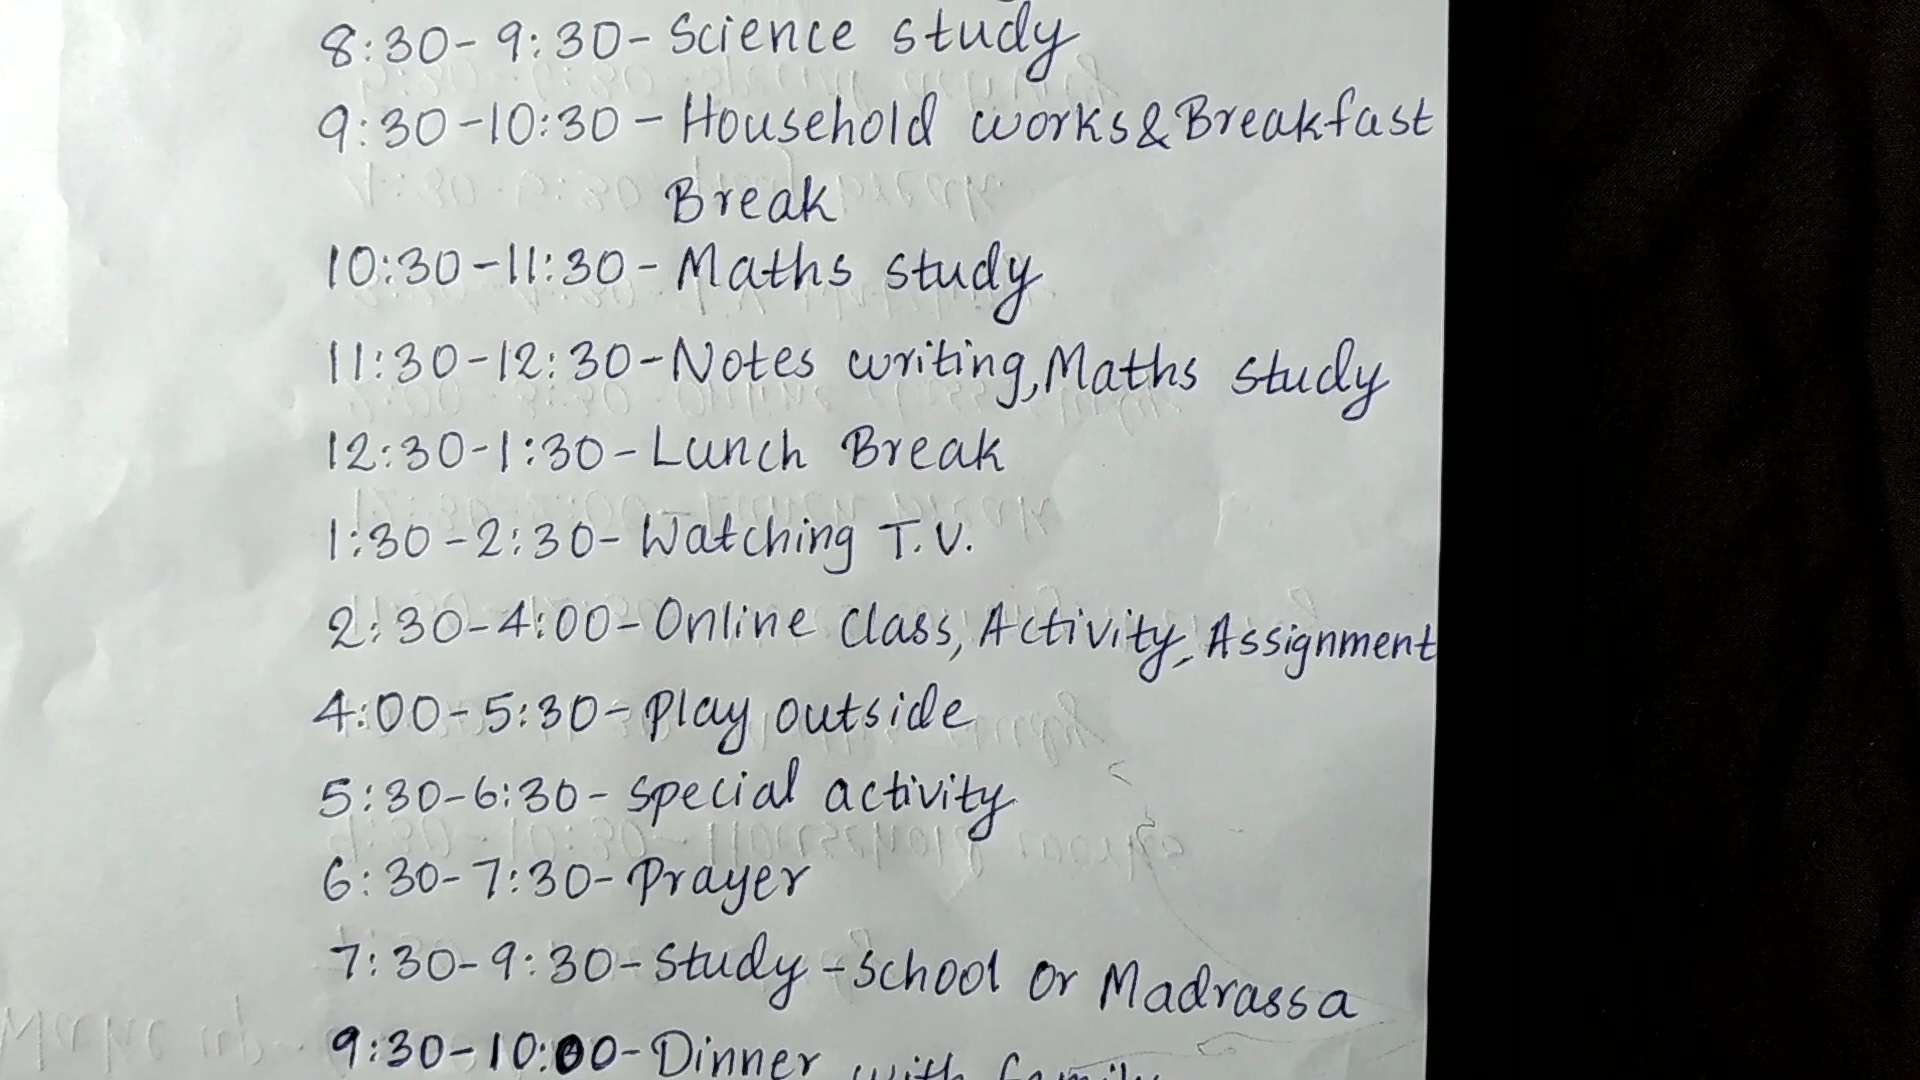 8:30-9:30-Science study
9:30-10:30-Household works&Breakfast
Break
10:30-11:30-Maths study
11:30-12:30-Notes writing,Maths study
12:30-1:30-Lunch Break
1:30-2:30-Watching T.V.
2:30-4:00-Online class, Activity, Assignment
4:00-5:30-Play outside
5:30-6:30-Special activity
6:30-7:30-Prayer
7:30-9:30-Study-School or Madrassa
9:30-10:00-Dinner with family